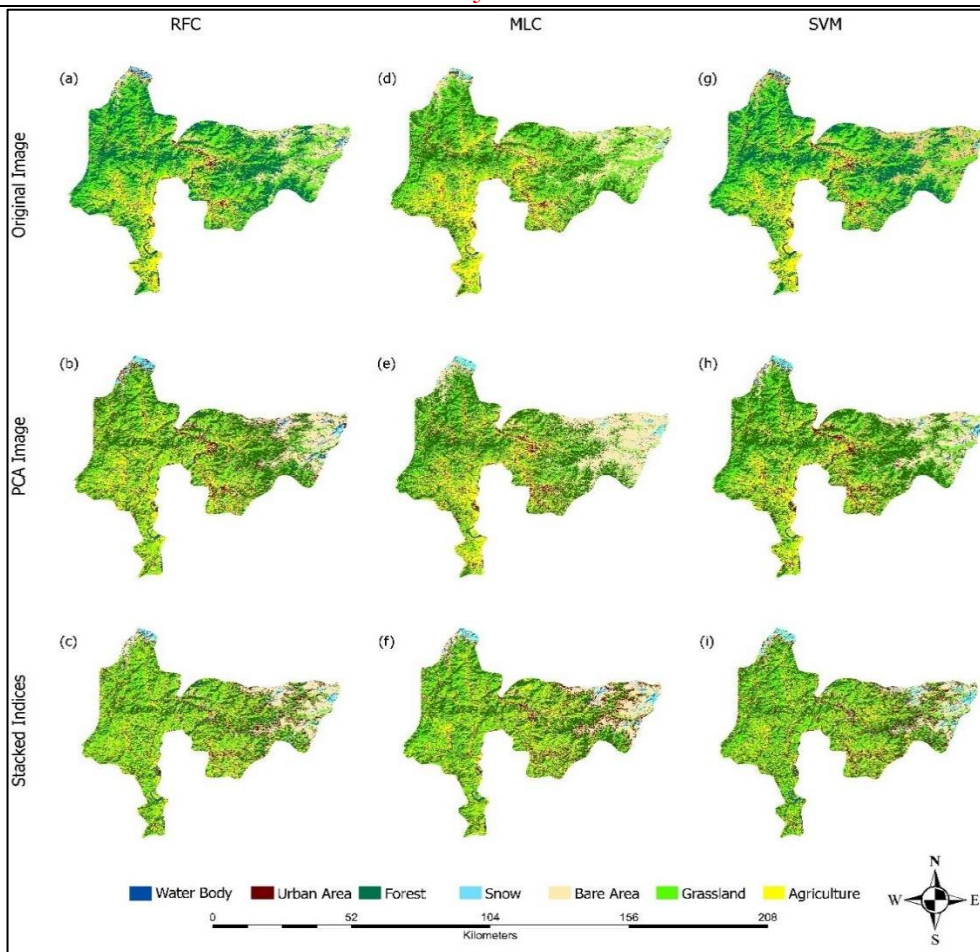 RFC MLC SVM
(a) (d) (g)
Original Image
(b) (e) (h)
PCA Image
(c) (f) (i)
Stacked Indices
Water Body Urban Area Forest Snow Bare Area Grassland Agriculture
N
W E
S
0 52 104 156 208
Kilometers